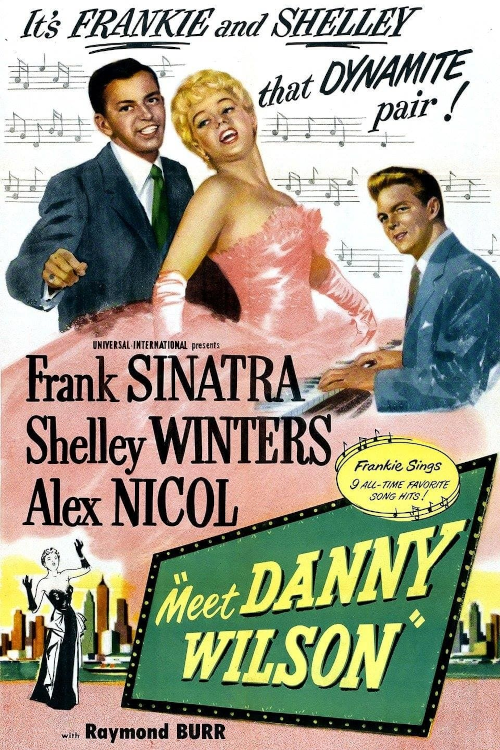 It's FRANKIE and SHELLEY
that DYNAMITE
pair!
UNIVERSAL-INTERNATIONAL presents
Frank SINATRA
Shelley WINTERS
Alex NICOL
Frankie Sings
9 ALL-TIME FAVORITE
SONG HITS!
"Meet DANNY
WILSON"
with Raymond BURR